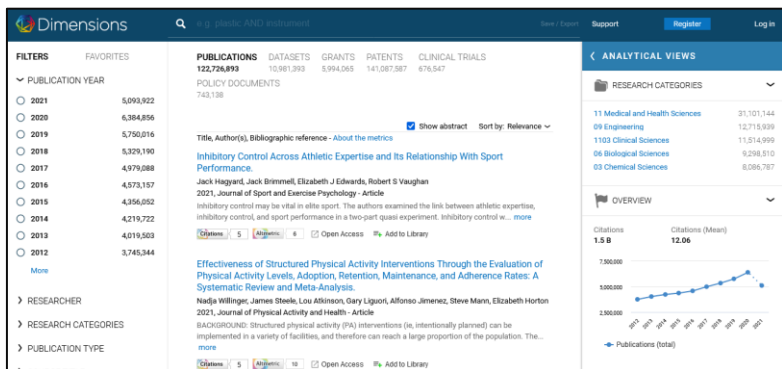 Dimensions
e.g. plastic AND instrument
Save / Export
Support
Register
Log in
FILTERS
FAVORITES
PUBLICATION YEAR
2021 5,093,922
2020 6,384,856
2019 5,750,016
2018 5,329,190
2017 4,979,088
2016 4,573,157
2015 4,356,052
2014 4,219,722
2013 4,019,503
2012 3,745,344
More
RESEARCHER
RESEARCH CATEGORIES
PUBLICATION TYPE
PUBLICATIONS DATASETS GRANTS PATENTS CLINICAL TRIALS
122,726,893 10,981,393 5,994,065 141,087,587 676,547
POLICY DOCUMENTS
743,138
Show abstract Sort by: Relevance
Title, Author(s), Bibliographic reference - About the metrics
Inhibitory Control Across Athletic Expertise and Its Relationship With Sport
Performance.
Jack Hagyard, Jack Brimmell, Elizabeth J Edwards, Robert S Vaughan
2021, Journal of Sport and Exercise Psychology - Article
Inhibitory control may be vital in elite sport. The authors examined the link between athletic expertise,
inhibitory control, and sport performance in a two-part quasi experiment. Inhibitory control w... more
Citations 5 Altmetric 6 Open Access Add to Library
Effectiveness of Structured Physical Activity Interventions Through the Evaluation of
Physical Activity Levels, Adoption, Retention, Maintenance, and Adherence Rates: A
Systematic Review and Meta-Analysis.
Nadja Willinger, James Steele, Lou Atkinson, Gary Liguori, Alfonso Jimenez, Steve Mann, Elizabeth Horton
2021, Journal of Physical Activity and Health - Article
BACKGROUND: Structured physical activity (PA) interventions (ie, intentionally planned) can be
implemented in a variety of facilities, and therefore can reach a large proportion of the population. The...
more
Citations 5 Altmetric 10 Open Access Add to Library
ANALYTICAL VIEWS
RESEARCH CATEGORIES
11 Medical and Health Sciences 31,101,144
09 Engineering 12,715,939
1103 Clinical Sciences 11,514,999
06 Biological Sciences 9,298,510
03 Chemical Sciences 8,086,787
OVERVIEW
Citations Citations (Mean)
1.5 B 12.06
7,500,000
5,000,000
2,500,000
2012 2013 2014 2015 2016 2017 2018 2019 2020 2021
Publications (total)